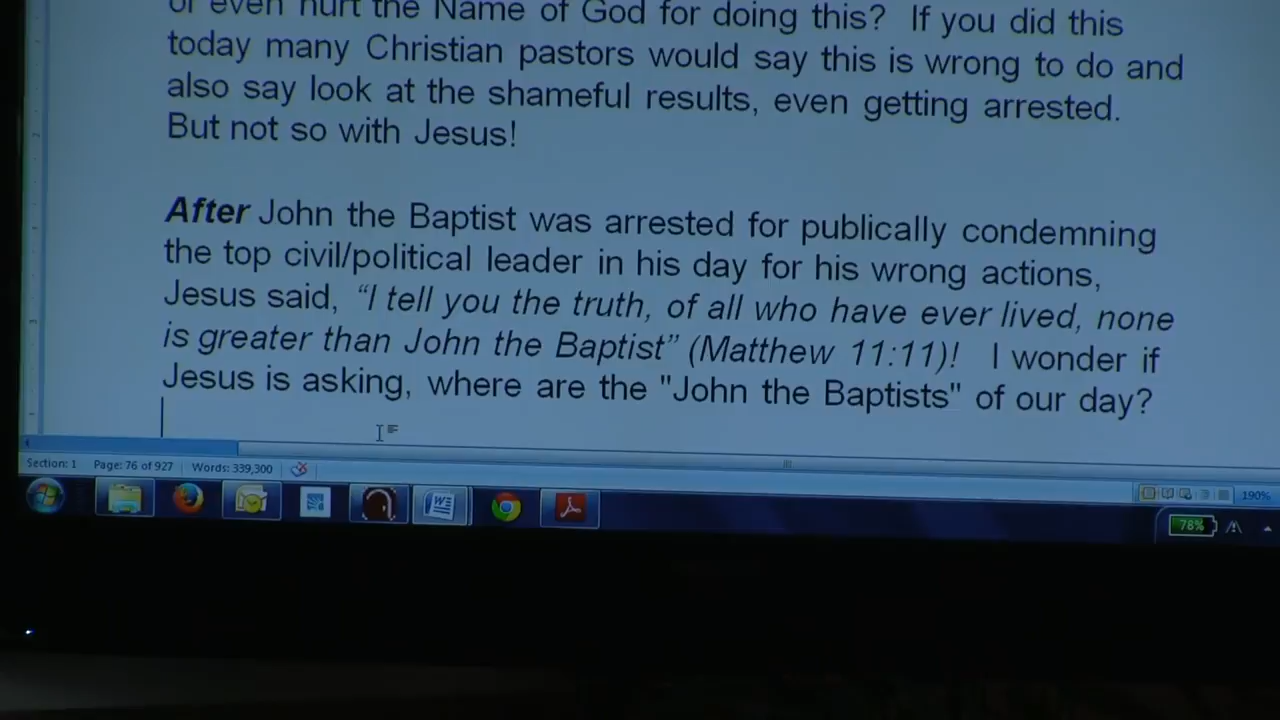 or even hurt the Name of God for doing this? If you did this
today many Christian pastors would say this is wrong to do and
also say look at the shameful results, even getting arrested.
But not so with Jesus!
After John the Baptist was arrested for publically condemning
the top civil/political leader in his day for his wrong actions,
Jesus said, “I tell you the truth, of all who have ever lived, none
is greater than John the Baptist” (Matthew 11:11)! I wonder if
Jesus is asking, where are the "John the Baptists" of our day?
Section: 1 Page: 76 of 927 Words: 339,300
190%
78%